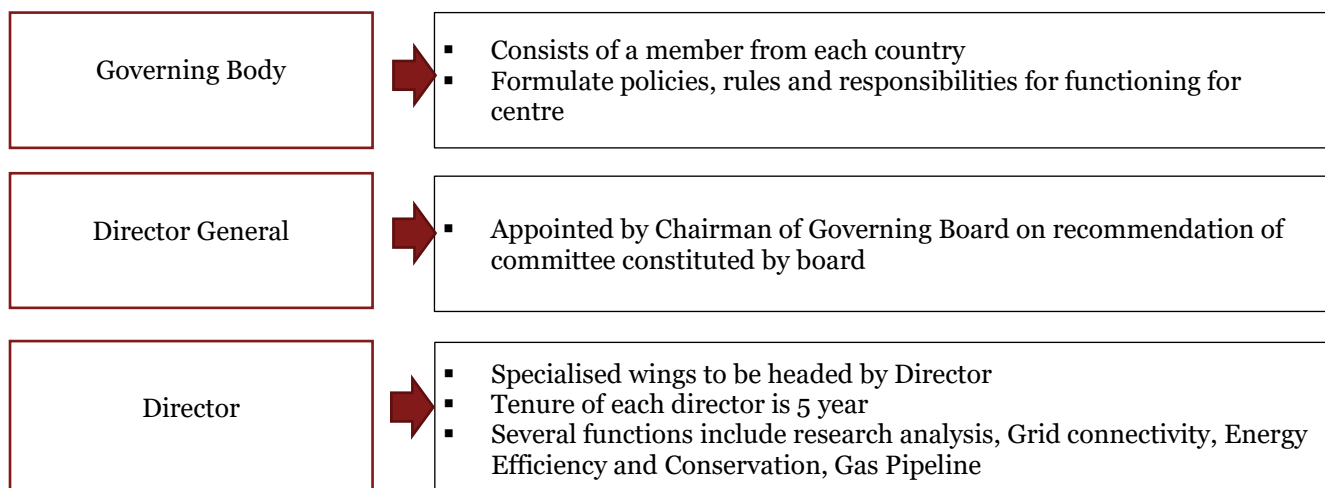 Governing Body
▪ Consists of a member from each country
▪ Formulate policies, rules and responsibilities for functioning for
centre
Director General
▪ Appointed by Chairman of Governing Board on recommendation of
committee constituted by board
Director
▪ Specialised wings to be headed by Director
▪ Tenure of each director is 5 year
▪ Several functions include research analysis, Grid connectivity, Energy
Efficiency and Conservation, Gas Pipeline